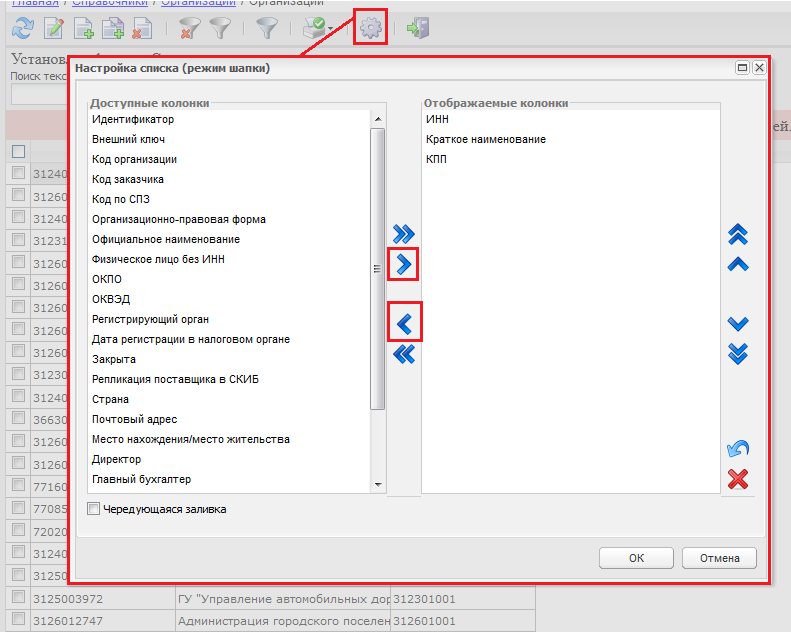 Главная / Справочники / Организации / Организации
Поиск
Настройка списка (режим шапки)
Доступные колонки
Идентификатор
Внешний ключ
Код организации
Код заказчика
Код по СПЗ
Организационно-правовая форма
Официальное наименование
Физическое лицо без ИНН
ОКПО
ОКВЭД
Регистрирующий орган
Дата регистрации в налоговом органе
Закрыта
Репликация поставщика в СКИБ
Страна
Почтовый адрес
Место нахождения/место жительства
Директор
Главный бухгалтер
Отображаемые колонки
ИНН
Краткое наименование
КПП
Чередующаяся заливка
ОК
Отмена
31240
31260
31240
31231
31260
31260
31260
31260
31260
31230
31240
36630
31260
31260
77160
77085
72020
31240
31250
3125003972 ГУ "Управление автомобильных дор 312301001
3126012747 Администрация городского поселен 312601001